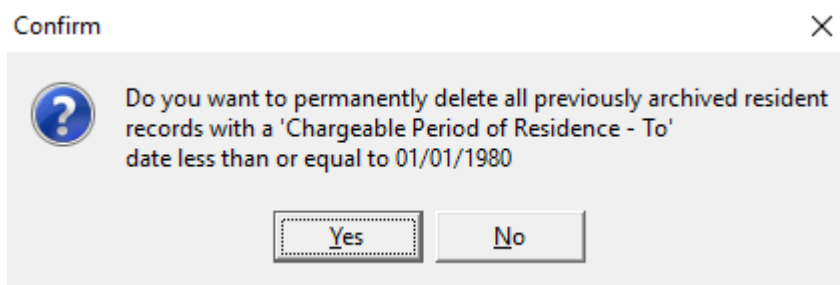 Confirm
Do you want to permanently delete all previously archived resident
records with a 'Chargeable Period of Residence - To'
date less than or equal to 01/01/1980
Yes
No